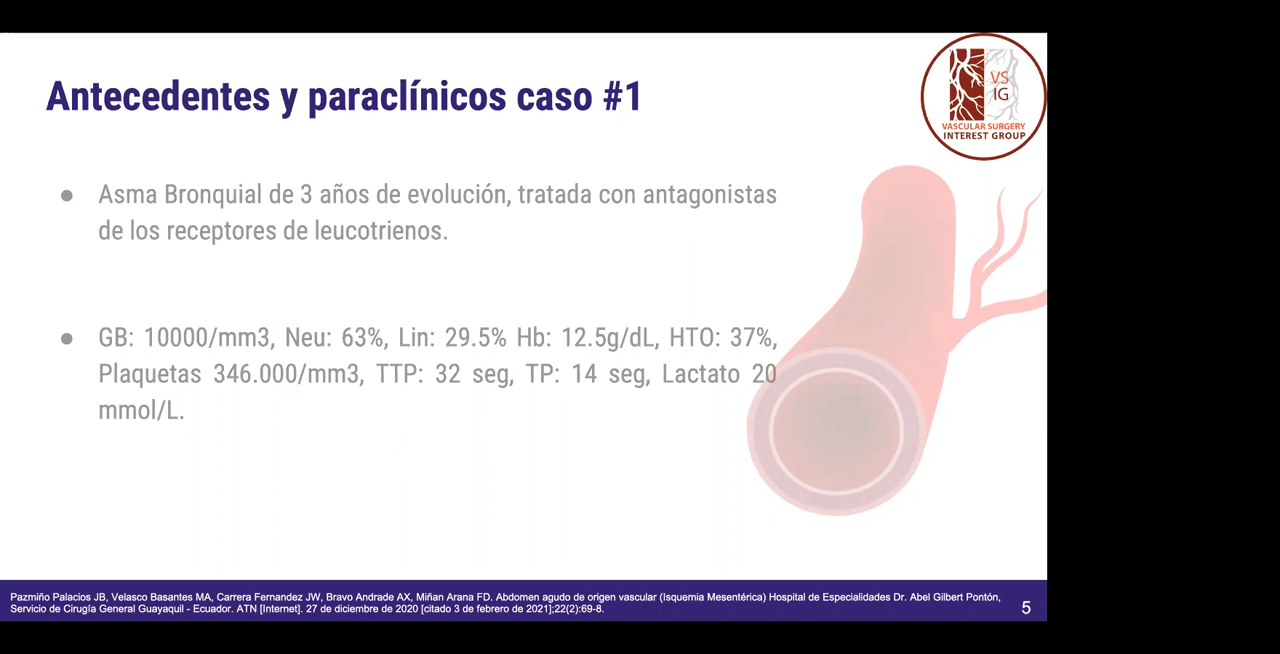 Antecedentes y paraclínicos caso #1
VS
IG
VASCULAR SURGERY
INTEREST GROUP
● Asma Bronquial de 3 años de evolución, tratada con antagonistas
de los receptores de leucotrienos.
● GB: 10000/mm3, Neu: 63%, Lin: 29.5% Hb: 12.5g/dL, HTO: 37%,
Plaquetas 346.000/mm3, TTP: 32 seg, TP: 14 seg, Lactato 20
mmol/L.
Pazmiño Palacios JB, Velasco Basantes MA, Carrera Fernandez JW, Bravo Andrade AX, Miñan Arana FD. Abdomen agudo de origen vascular (Isquemia Mesentérica) Hospital de Especialidades Dr. Abel Gilbert Pontón,
Servicio de Cirugía General Guayaquil - Ecuador. ATN [Internet]. 27 de diciembre de 2020 [citado 3 de febrero de 2021];22(2):69-8.
5